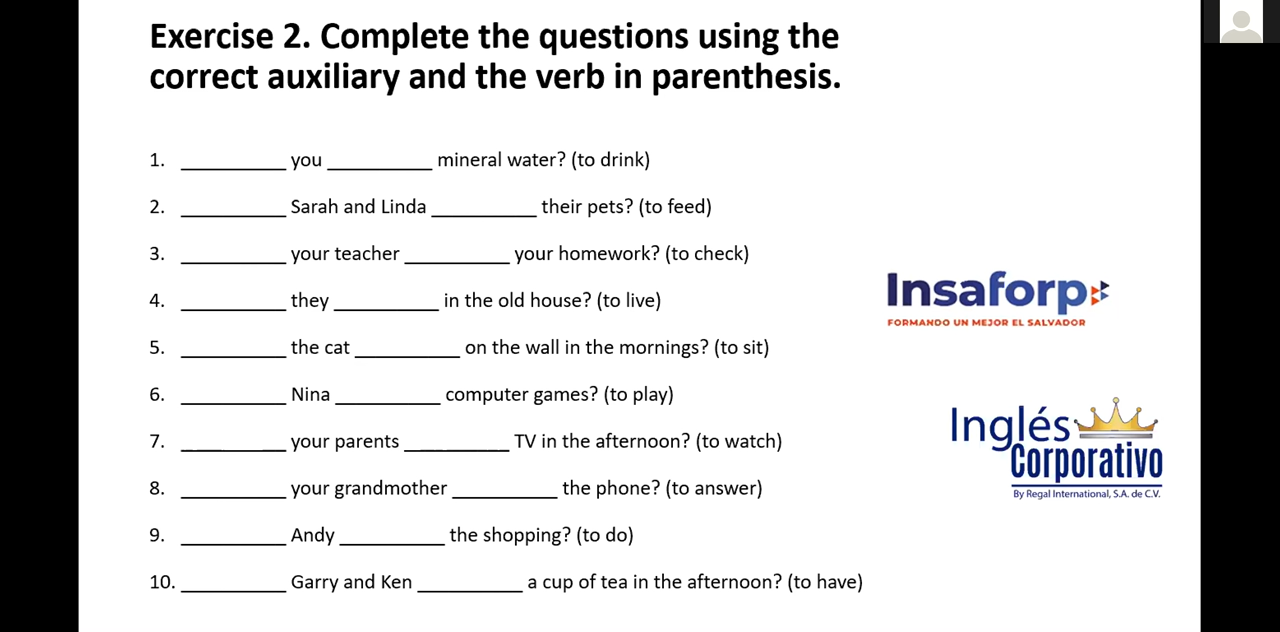 Exercise 2. Complete the questions using the
correct auxiliary and the verb in parenthesis.
1. __________ you __________ mineral water? (to drink)
2. __________ Sarah and Linda __________ their pets? (to feed)
3. __________ your teacher __________ your homework? (to check)
4. __________ they __________ in the old house? (to live)
5. __________ the cat __________ on the wall in the mornings? (to sit)
6. __________ Nina __________ computer games? (to play)
7. __________ your parents __________ TV in the afternoon? (to watch)
8. __________ your grandmother __________ the phone? (to answer)
9. __________ Andy __________ the shopping? (to do)
10. __________ Garry and Ken __________ a cup of tea in the afternoon? (to have)
Insaforp
FORMANDO UN MEJOR EL SALVADOR
Inglés
Corporativo
By Regal International, S.A. de C.V.